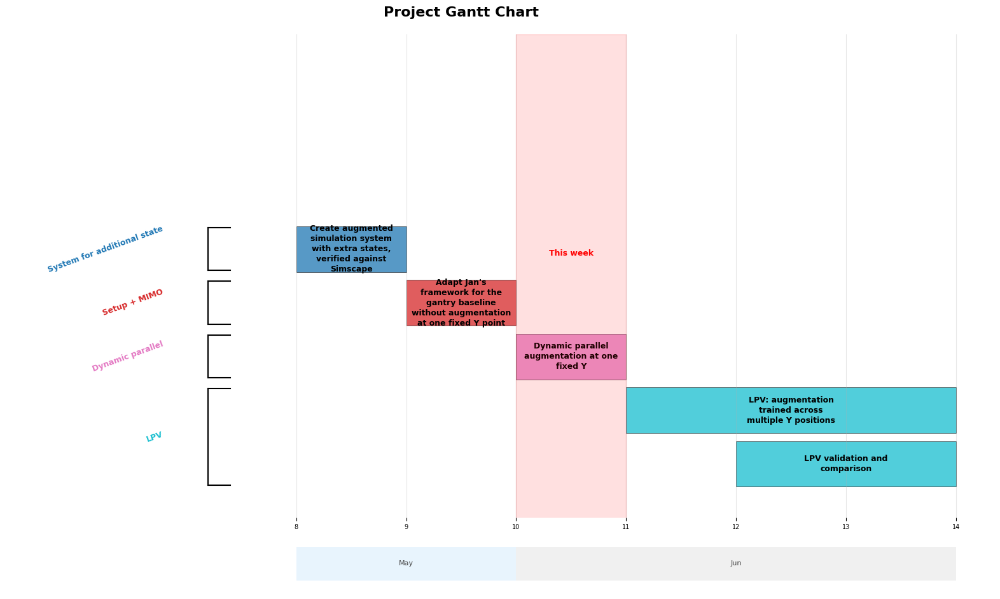 Project Gantt Chart
System for additional state
Create augmented
simulation system
with extra states,
verified against
Simscape
This week
Setup + MIMO
Adapt Jan's
framework for the
gantry baseline
without augmentation
at one fixed Y point
Dynamic parallel
Dynamic parallel
augmentation at one
fixed Y
LPV
LPV: augmentation
trained across
multiple Y positions
LPV validation and
comparison
8 9 10 11 12 13 14
May Jun